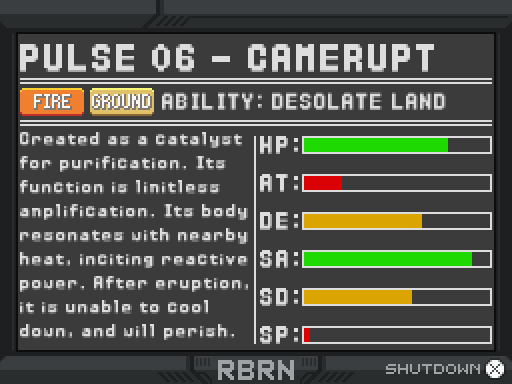 PULSE 06 - CAMERUPT
FIRE GROUND ABILITY: DESOLATE LAND
Created as a catalyst
for purification. Its
function is limitless
amplification. Its body
resonates with nearby
heat, inciting reactive
power. After eruption,
it is unable to cool
down, and will perish.
HP:
AT:
DE:
SA:
SD:
SP:
RBRN
SHUTDOWN